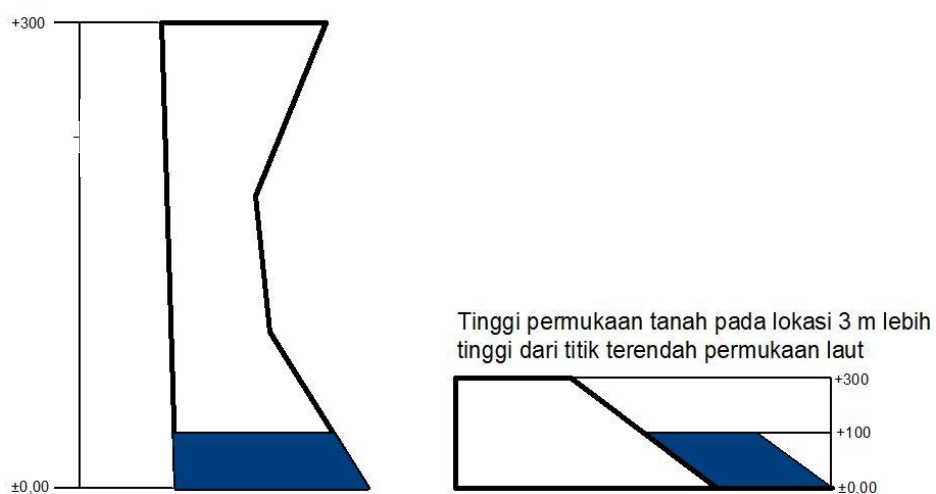 +300
±0,00
Tinggi permukaan tanah pada lokasi 3 m lebih
tinggi dari titik terendah permukaan laut
+300
+100
±0.00